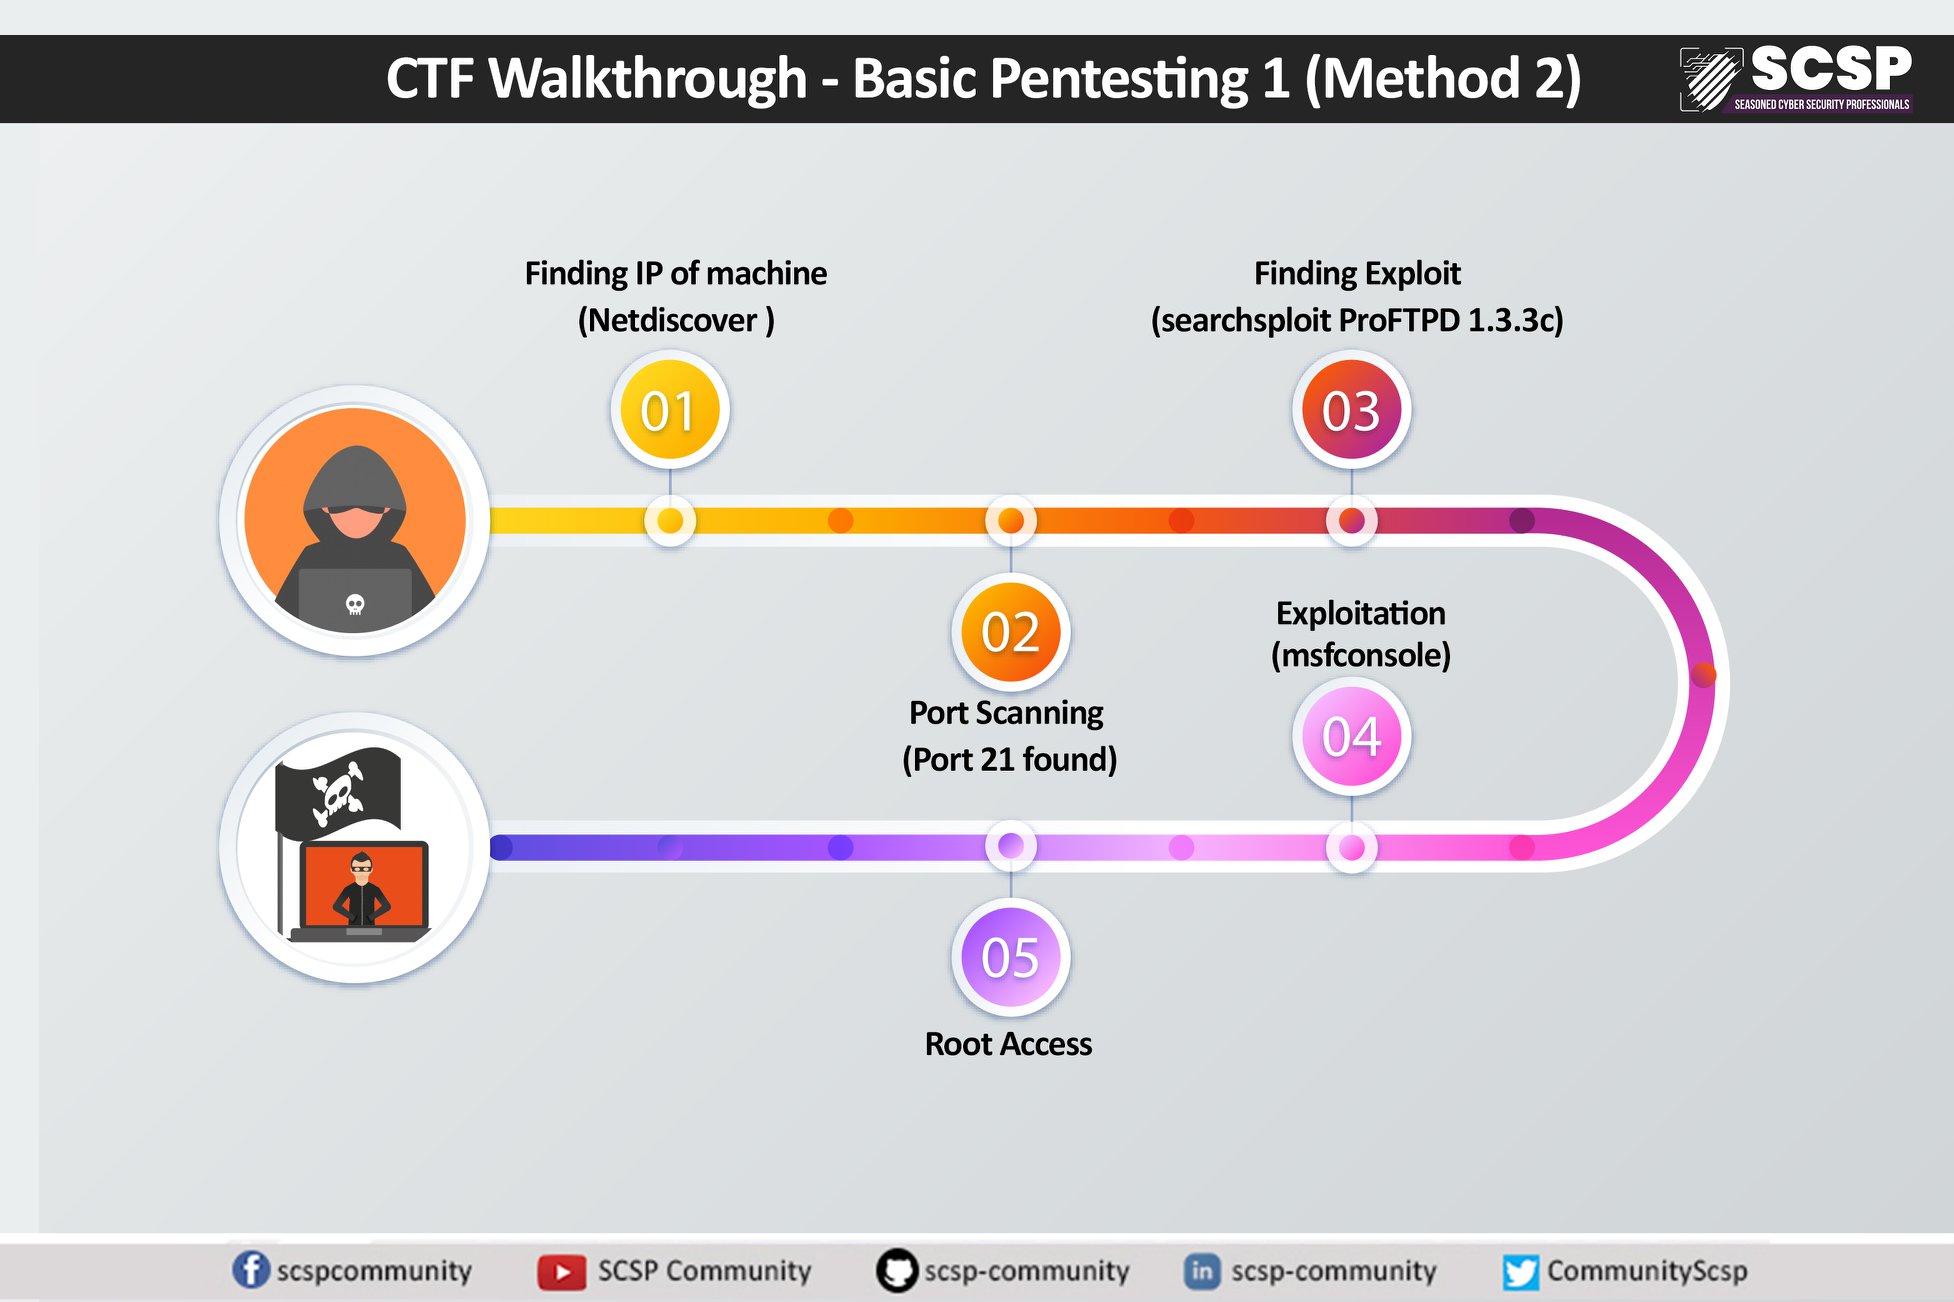 CTF Walkthrough - Basic Pentesting 1 (Method 2)
SCSP
SEASONED CYBER SECURITY PROFESSIONALS
Finding IP of machine
(Netdiscover )
01
Finding Exploit
(searchsploit ProFTPD 1.3.3c)
03
02
Port Scanning
(Port 21 found)
Exploitation
(msfconsole)
04
05
Root Access
scspcommunity
SCSP Community
scsp-community
in scsp-community
CommunityScsp